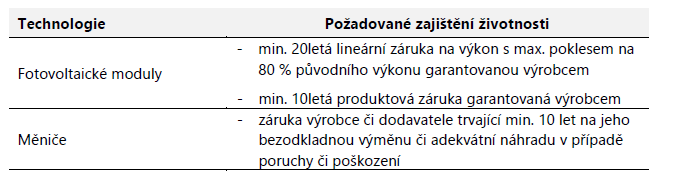 Technologie Požadované zajištění životnosti
Fotovoltaické moduly
- min. 20letá lineární záruka na výkon s max. poklesem na
80 % původního výkonu garantovanou výrobcem
- min. 10letá produktová záruka garantovaná výrobcem
Měniče
- záruka výrobce či dodavatele trvající min. 10 let na jeho
bezodkladnou výměnu či adekvátní náhradu v případě
poruchy či poškození